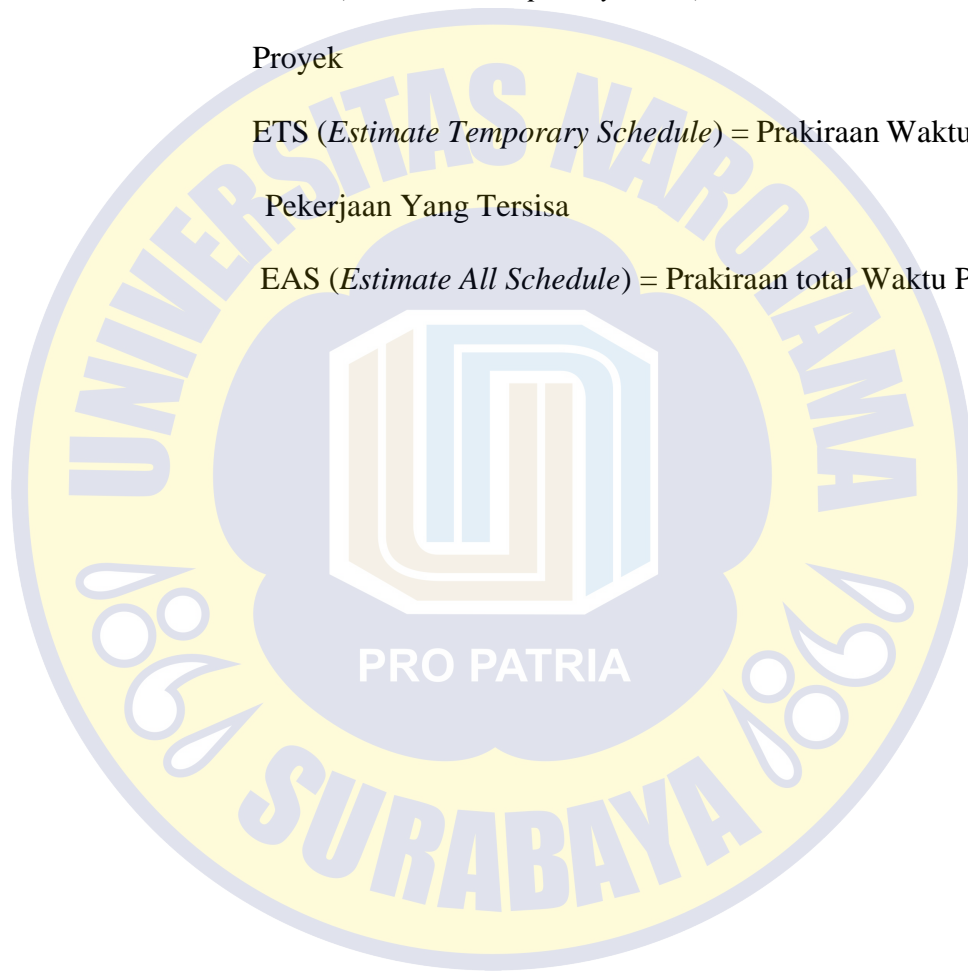 Proyek
ETS (Estimate Temporary Schedule) = Prakiraan Waktu
Pekerjaan Yang Tersisa
EAS (Estimate All Schedule) = Prakiraan total Waktu P
UNIVERSITAS NAROTAMA
PRO PATRIA
SURABAYA